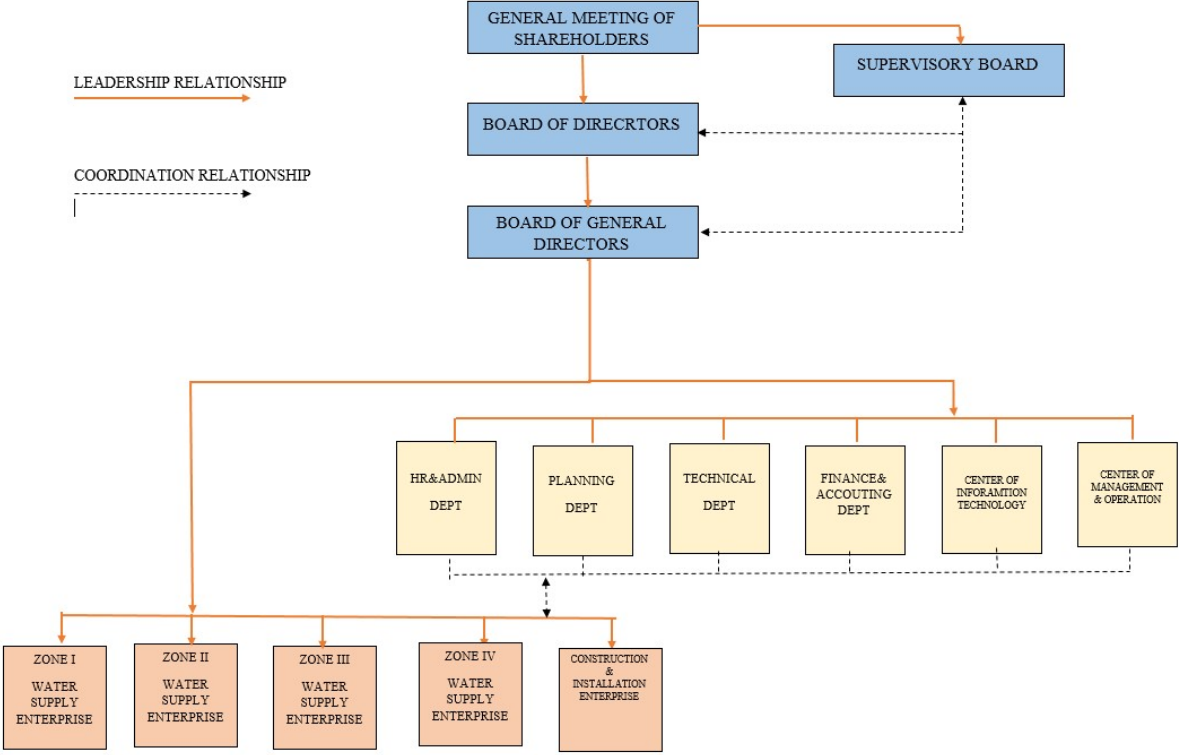 GENERAL MEETING OF
SHAREHOLDERS
SUPERVISORY BOARD
LEADERSHIP RELATIONSHIP
BOARD OF DIRECRTORS
COORDINATION RELATIONSHIP
BOARD OF GENERAL
DIRECTORS
HR&ADMIN
DEPT
PLANNING
DEPT
TECHNICAL
DEPT
FINANCE&
ACCOUTING
DEPT
CENTER OF
INFORAMTION
TECHNOLOGY
CENTER OF
MANAGEMENT
& OPERATION
ZONE I
WATER
SUPPLY
ENTERPRISE
ZONE II
WATER
SUPPLY
ENTERPRISE
ZONE III
WATER
SUPPLY
ENTERPRISE
ZONE IV
WATER
SUPPLY
ENTERPRISE
CONSTRUCTION
&
INSTALLATION
ENTERPRISE